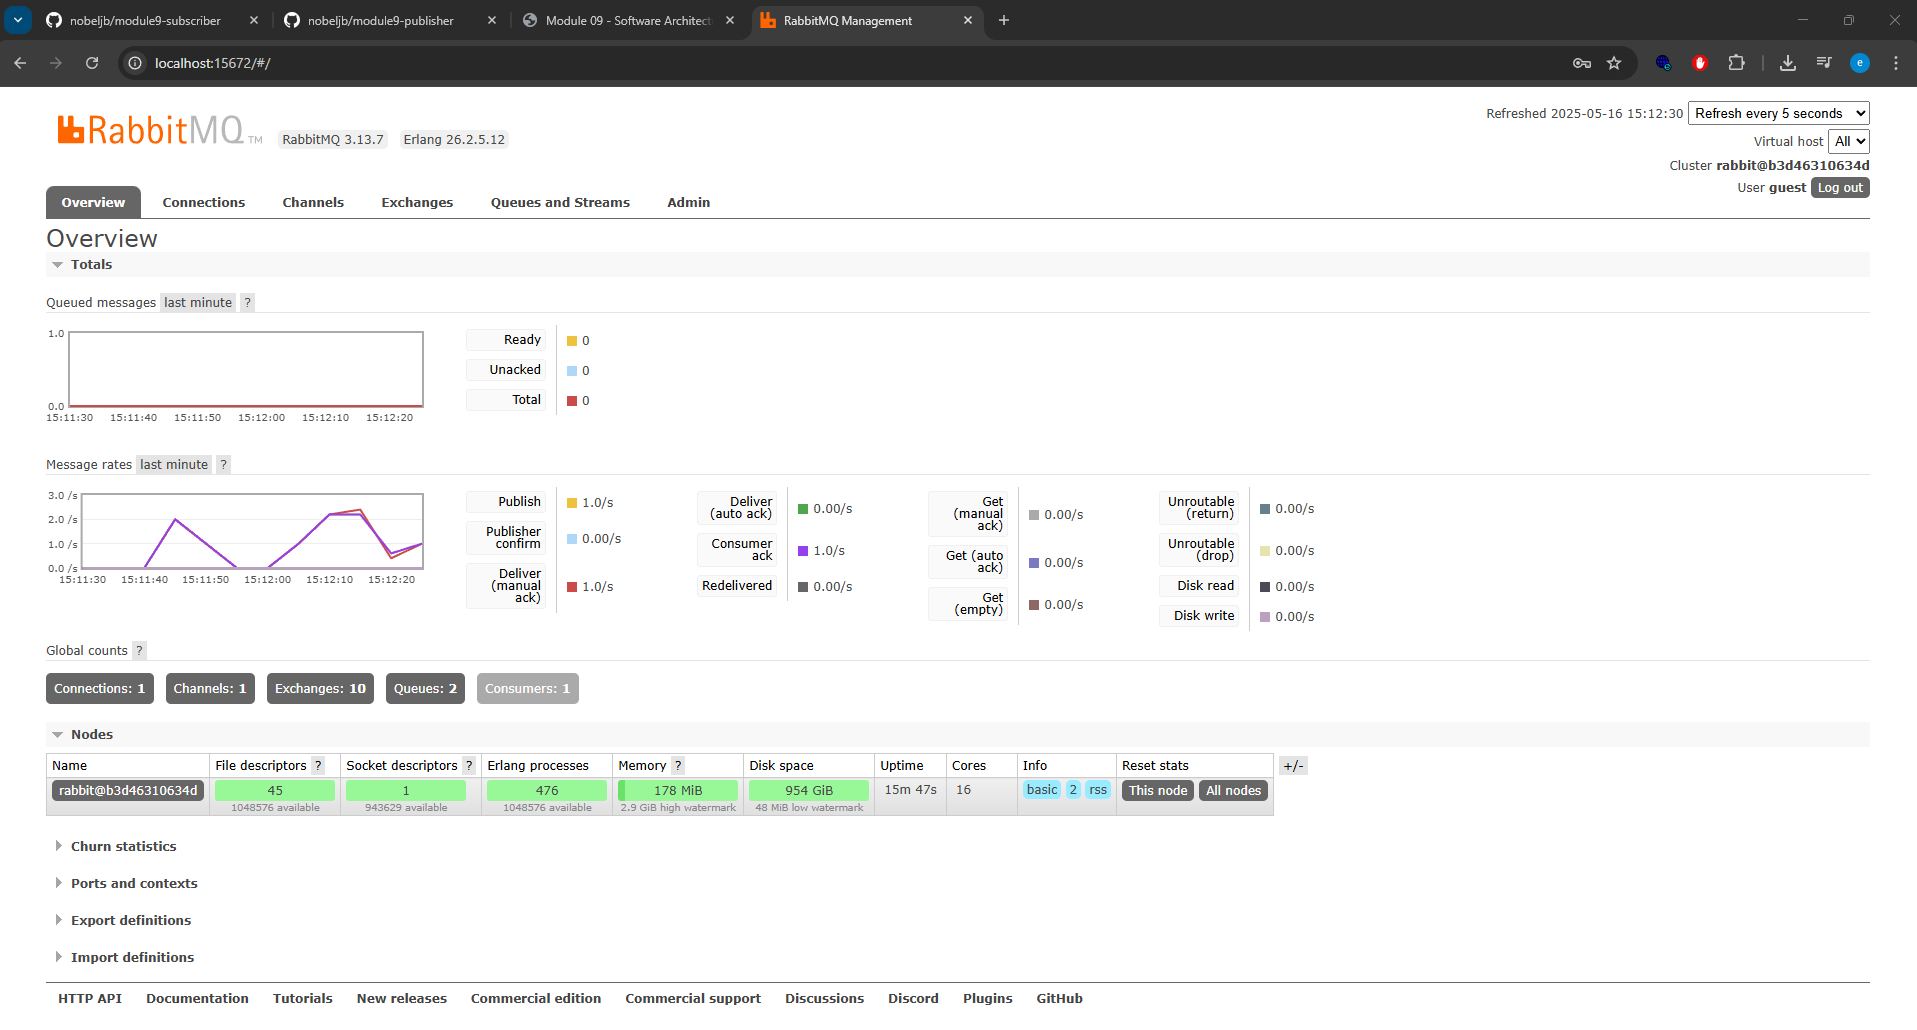 nobeljb/module9-subscriber
nobeljb/module9-publisher
Module 09 - Software Architect
RabbitMQ Management
localhost:15672/#/
e
RabbitMQ TM
RabbitMQ 3.13.7
Erlang 26.2.5.12
Refreshed 2025-05-16 15:12:30 Refresh every 5 seconds
Virtual host All
Cluster rabbit@b3d46310634d
User guest Log out
Overview Connections Channels Exchanges Queues and Streams Admin
Overview
Totals
Queued messages last minute ?
1.0
0.0
15:11:30 15:11:40 15:11:50 15:12:00 15:12:10 15:12:20
Ready 0
Unacked 0
Total 0
Message rates last minute ?
3.0 /s
2.0 /s
1.0 /s
0.0 /s
15:11:30 15:11:40 15:11:50 15:12:00 15:12:10 15:12:20
Publish 1.0/s
Publisher
confirm 0.00/s
Deliver
(manual
ack) 1.0/s
Deliver
(auto ack) 0.00/s
Consumer
ack 1.0/s
Redelivered 0.00/s
Get
(manual
ack) 0.00/s
Get (auto
ack) 0.00/s
Get
(empty) 0.00/s
Unroutable
(return) 0.00/s
Unroutable
(drop) 0.00/s
Disk read 0.00/s
Disk write 0.00/s
Global counts ?
Connections: 1 Channels: 1 Exchanges: 10 Queues: 2 Consumers: 1
Nodes
Name File descriptors ? Socket descriptors ? Erlang processes Memory ? Disk space Uptime Cores Info Reset stats +/-
rabbit@b3d46310634d 45 1 476 178 MiB 954 GiB 15m 47s 16 basic 2 rss This node All nodes
1048576 available 943629 available 1048576 available 2.9 GiB high watermark 48 MiB low watermark
Churn statistics
Ports and contexts
Export definitions
Import definitions
HTTP API Documentation Tutorials New releases Commercial edition Commercial support Discussions Discord Plugins GitHub